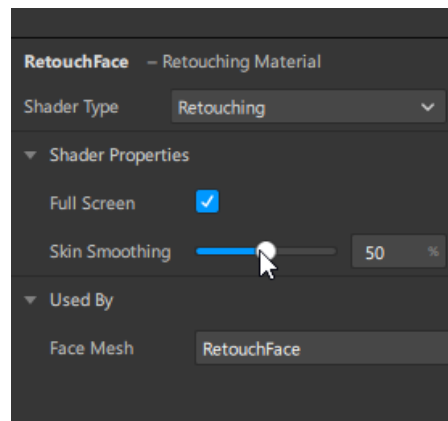 RetouchFace – Retouching Material
Shader Type Retouching
Shader Properties
Full Screen
Skin Smoothing 50 %
Used By
Face Mesh RetouchFace